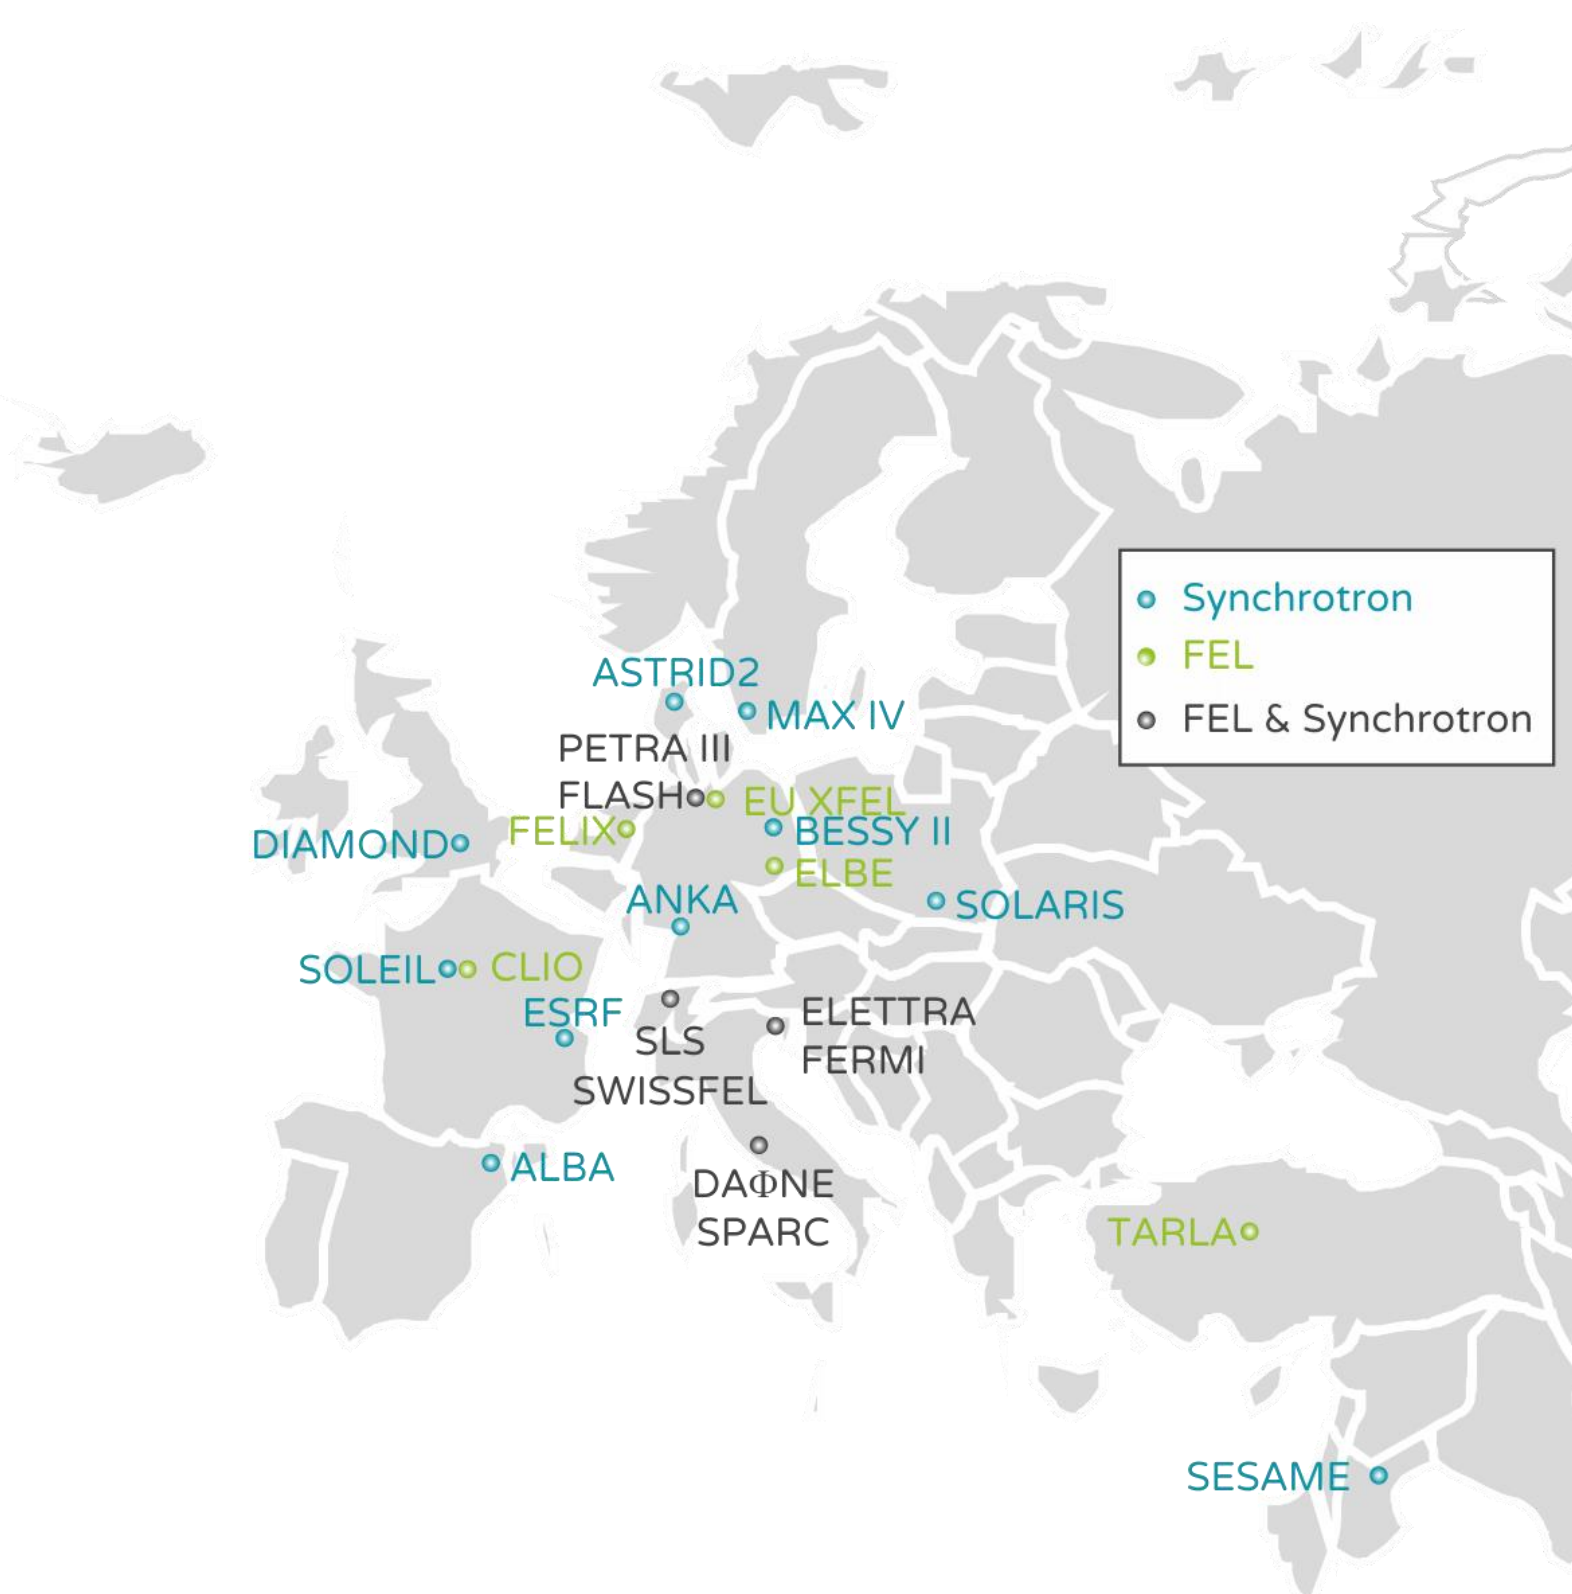 Synchrotron
FEL
FEL & Synchrotron
ASTRID2
MAX IV
PETRA III
FLASH
EU XFEL
FELIX
BESSY II
DIAMOND
ELBE
ANKA
SOLARIS
SOLEIL
CLIO
ESRF
SLS
SWISSFEL
ELETTRA
FERMI
ALBA
DAΦNE
SPARC
TARLA
SESAME